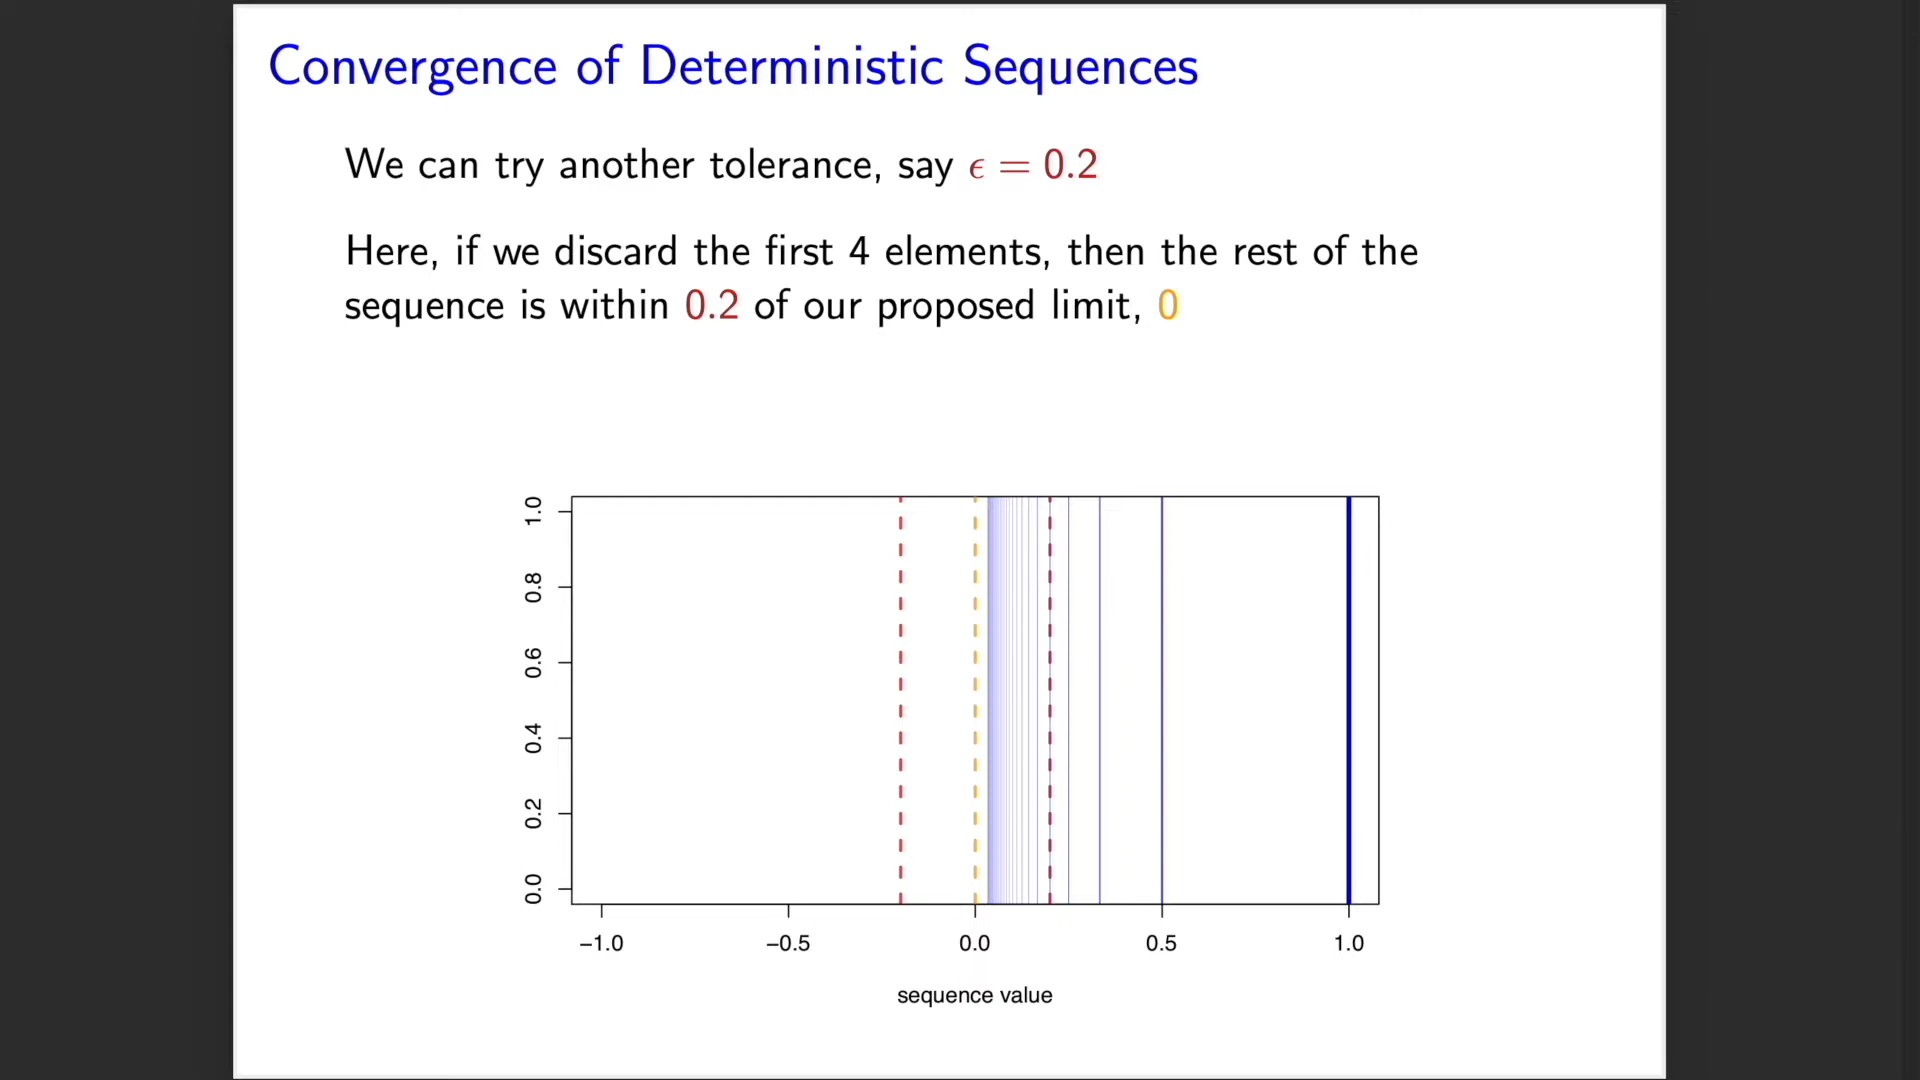 Convergence of Deterministic Sequences
We can try another tolerance, say ϵ = 0.2
Here, if we discard the first 4 elements, then the rest of the
sequence is within 0.2 of our proposed limit, 0
1.0
0.8
0.6
0.4
0.2
0.0
−1.0 −0.5 0.0 0.5 1.0
sequence value